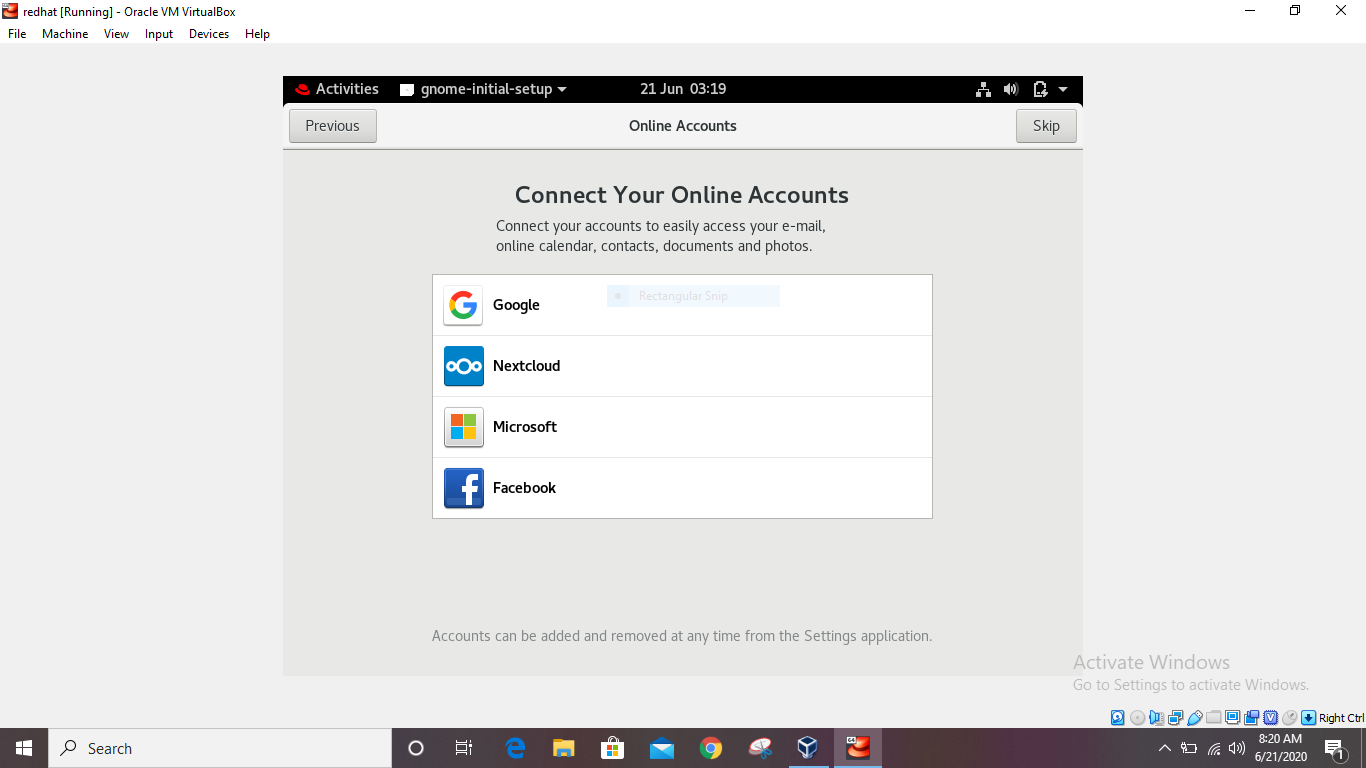 redhat [Running] - Oracle VM VirtualBox
File Machine View Input Devices Help
Activities gnome-initial-setup 21 Jun 03:19
Previous Online Accounts Skip
Connect Your Online Accounts
Connect your accounts to easily access your e-mail,
online calendar, contacts, documents and photos.
Rectangular Snip
Google
Nextcloud
Microsoft
Facebook
Accounts can be added and removed at any time from the Settings application.
Activate Windows
Go to Settings to activate Windows.
Right Ctrl
Search
8:20 AM
6/21/2020
1